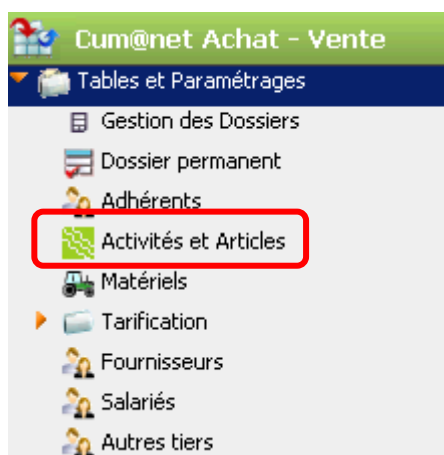 Cum@net Achat - Vente
Tables et Paramétrages
Gestion des Dossiers
Dossier permanent
Adhérents
Activités et Articles
Matériels
Tarification
Fournisseurs
Salariés
Autres tiers